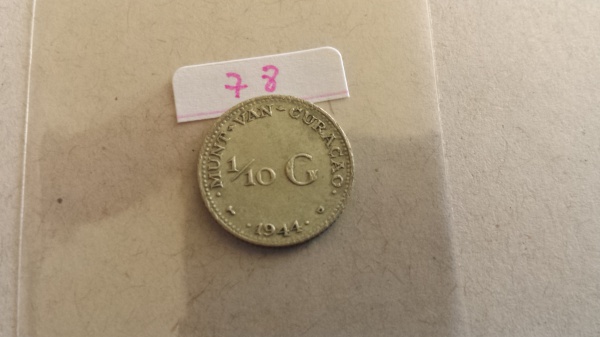 78
· MUNT · VAN · CURAÇAO ·
1/10 G
· 1944 ·